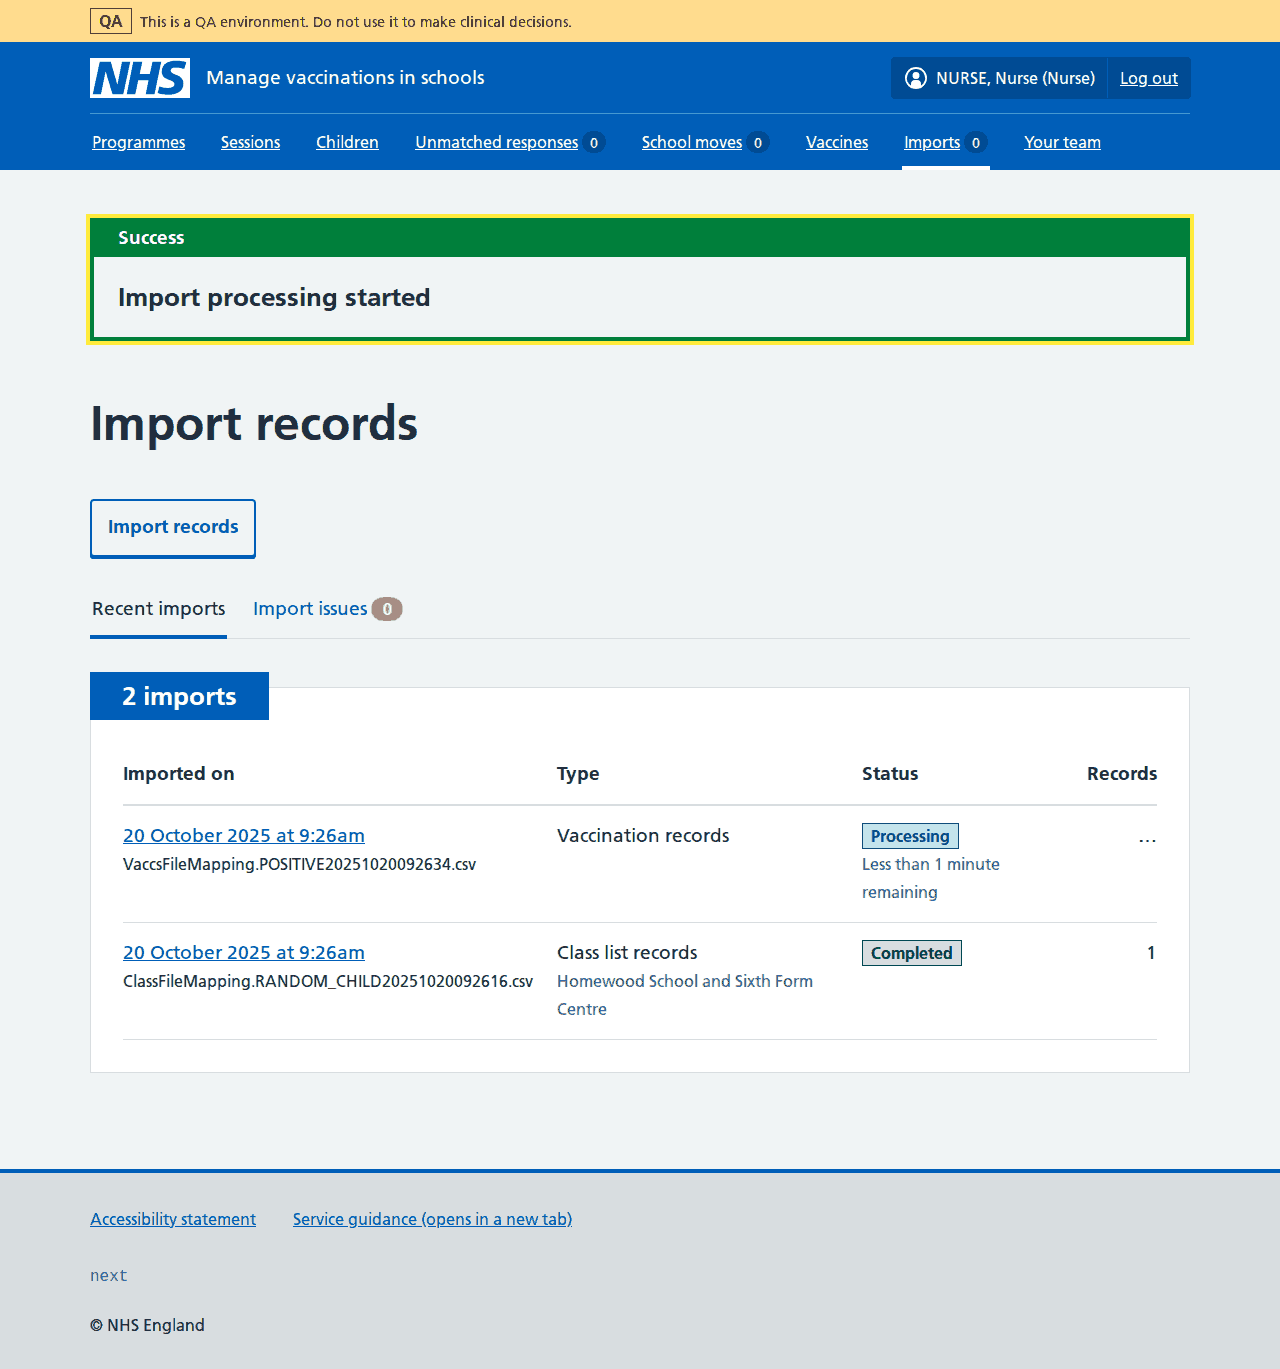 QA This is a QA environment. Do not use it to make clinical decisions.
NHS Manage vaccinations in schools NURSE, Nurse (Nurse) Log out
Programmes Sessions Children Unmatched responses 0 School moves 0 Vaccines Imports 0 Your team
Success
Import processing started
Import records
Import records
Recent imports Import issues 0
2 imports
Imported on Type Status Records
20 October 2025 at 9:26am Vaccination records Processing ...
VaccsFileMapping.POSITIVE20251020092634.csv Less than 1 minute
remaining
20 October 2025 at 9:26am Class list records Completed 1
ClassFileMapping.RANDOM_CHILD20251020092616.csv Homewood School and Sixth Form
Centre
Accessibility statement Service guidance (opens in a new tab)
next
© NHS England